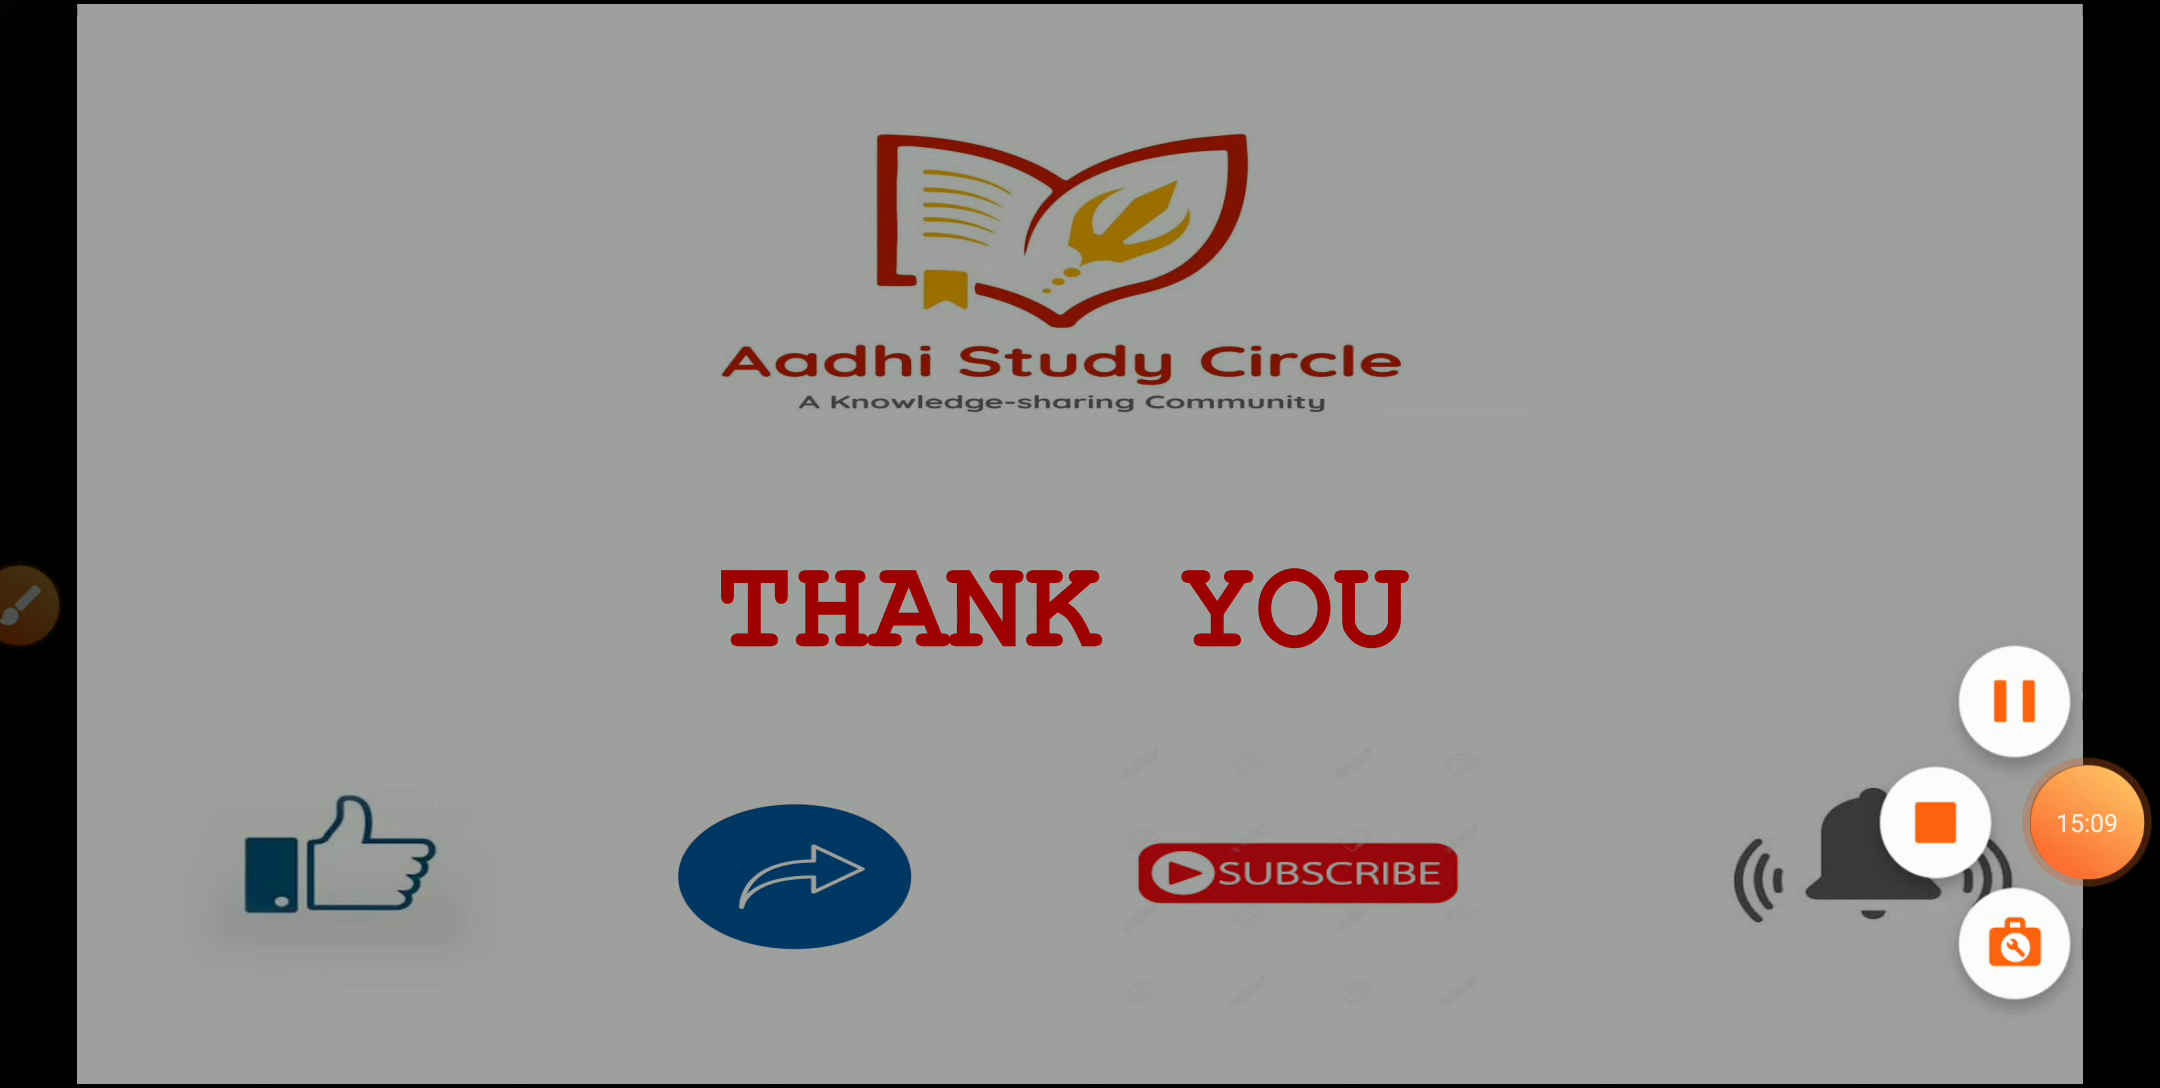 Aadhi Study Circle
A Knowledge-sharing Community
THANK YOU
SUBSCRIBE
15:09